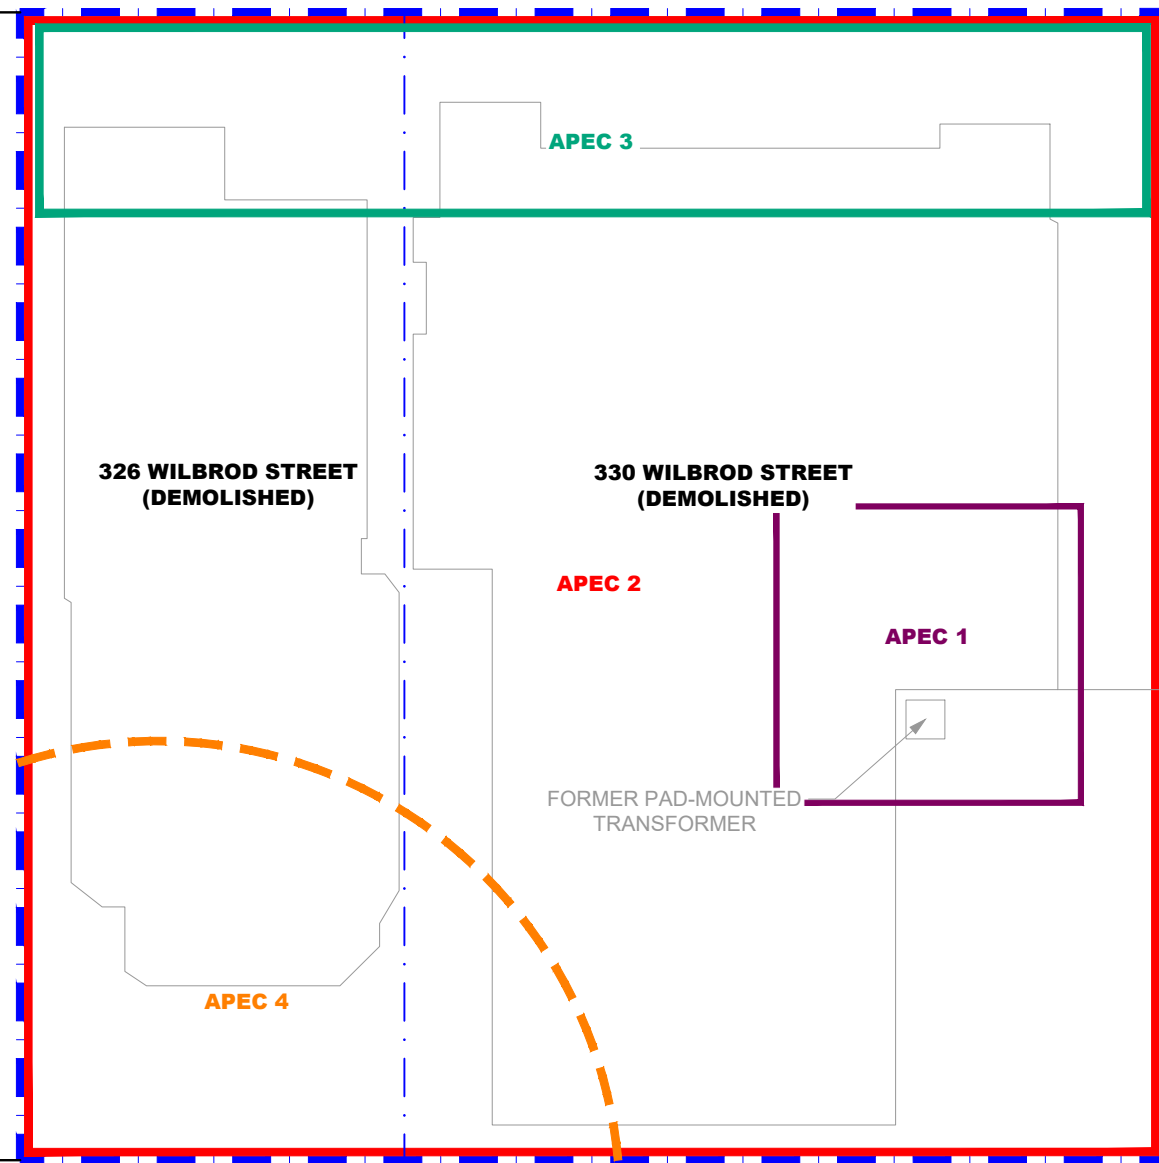 APEC 3
326 WILBROD STREET
(DEMOLISHED)
330 WILBROD STREET
(DEMOLISHED)
APEC 2
APEC 1
FORMER PAD-MOUNTED
TRANSFORMER
APEC 4